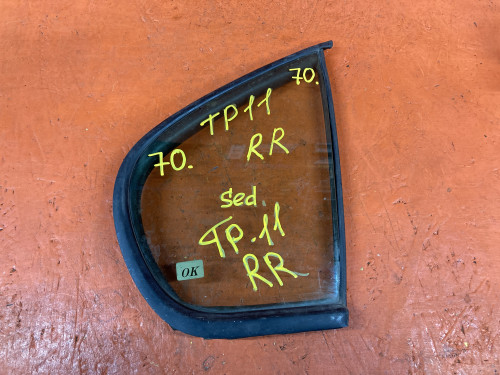 70.
TP11
RR
70.
Sed
TP.11
RR
OK